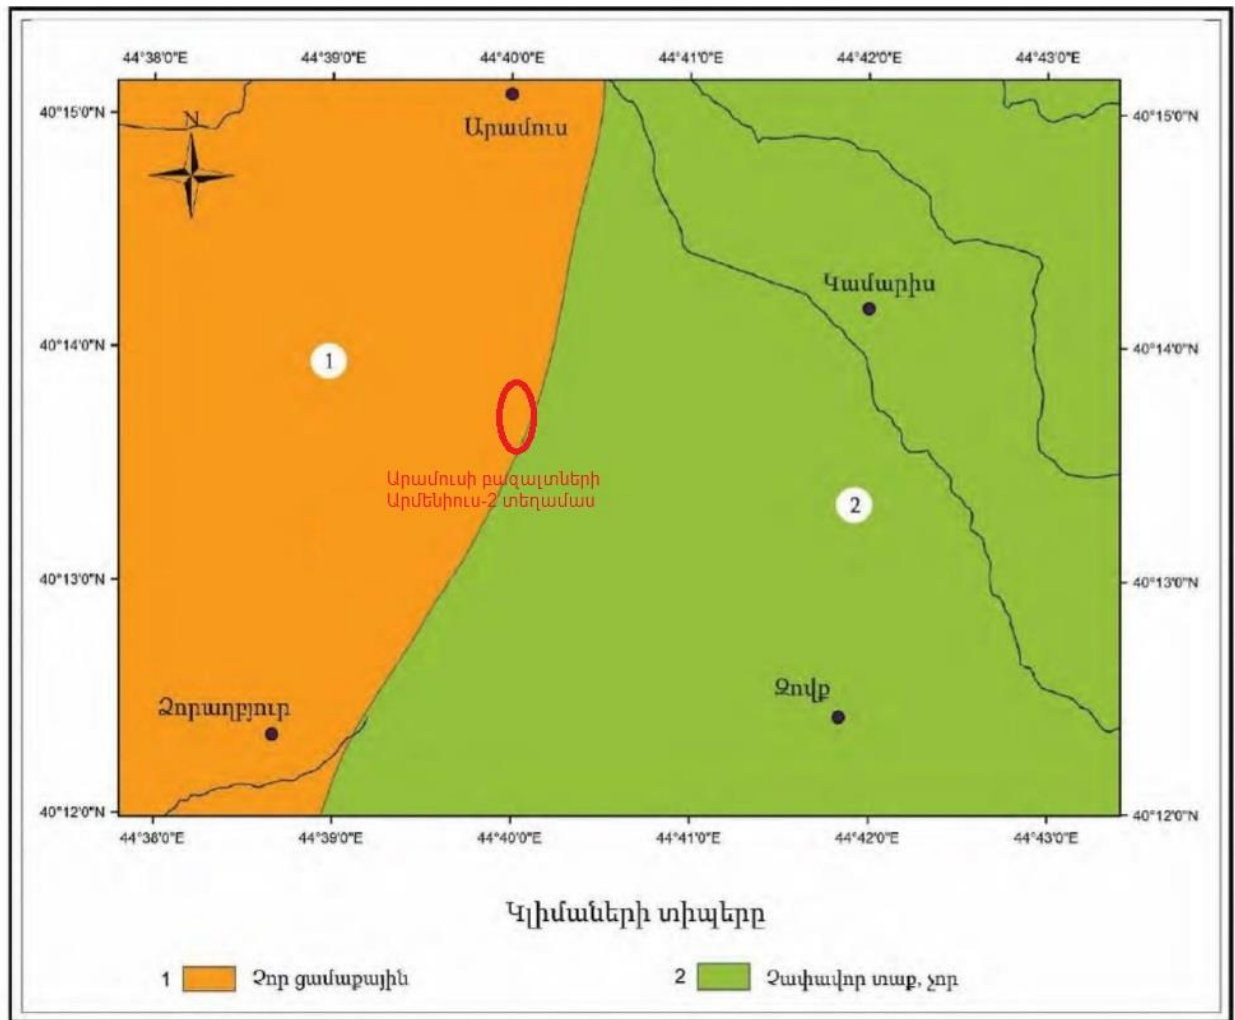 44°38'0"E 44°39'0"E 44°40'0"E 44°41'0"E 44°42'0"E 44°43'0"E
40°15'0"N 40°15'0"N
N
Արամուս
Կամարիս
40°14'0"N 40°14'0"N
1
Արամուսի բազալտների
Արմենիուս-2 տեղամաս
2
40°13'0"N 40°13'0"N
Զովք
Ձորաղբյուր
40°12'0"N 40°12'0"N
44°38'0"E 44°39'0"E 44°40'0"E 44°41'0"E 44°42'0"E 44°43'0"E
Կլիմաների տիպերը
1 Չոր ցամաքային 2 Չափավոր տաք, չոր